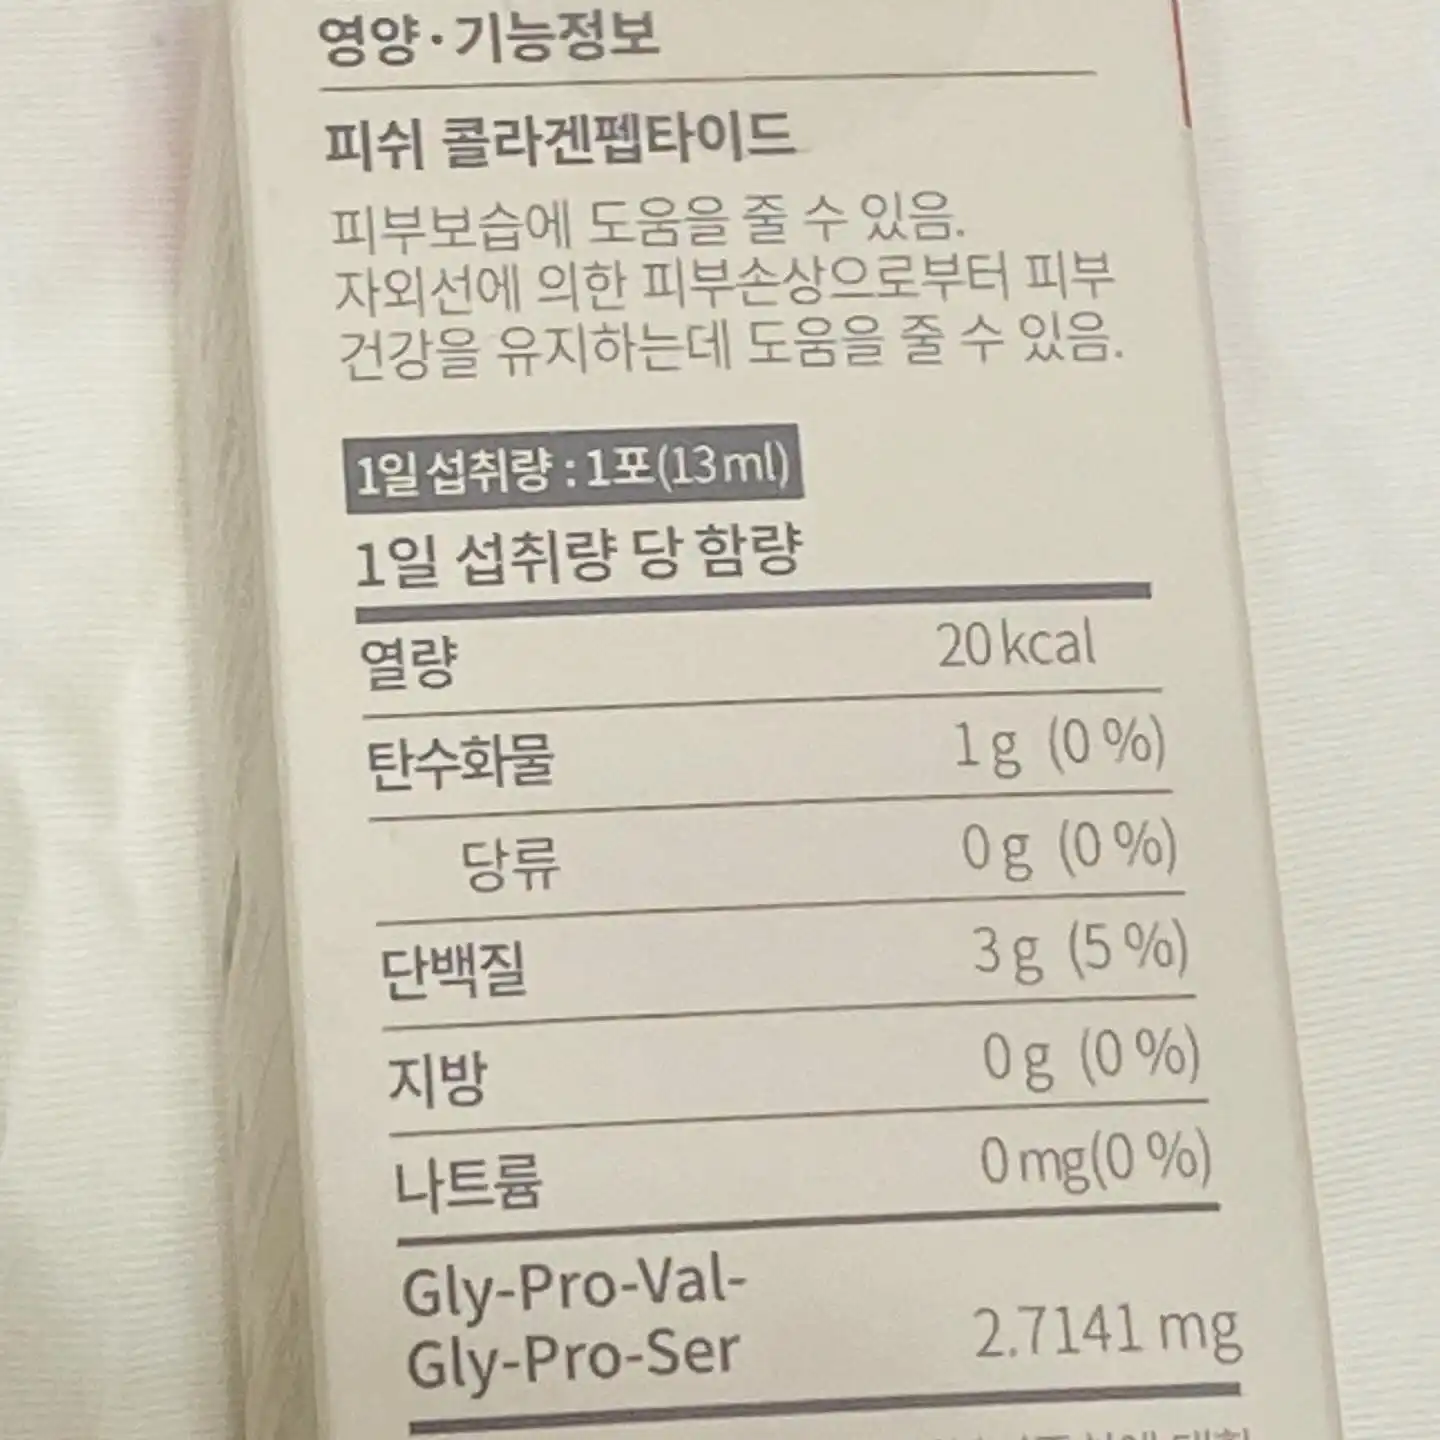 영양·기능정보
피쉬 콜라겐펩타이드
피부보습에 도움을 줄 수 있음.
자외선에 의한 피부손상으로부터 피부
건강을 유지하는데 도움을 줄 수 있음.
1일 섭취량 : 1포(13ml)
1일 섭취량 당 함량
열량 20kcal
탄수화물 1g (0%)
당류 0g (0%)
단백질 3g (5%)
지방 0g (0%)
나트륨 0mg(0%)
Gly-Pro-Val-
Gly-Pro-Ser 2.7141 mg